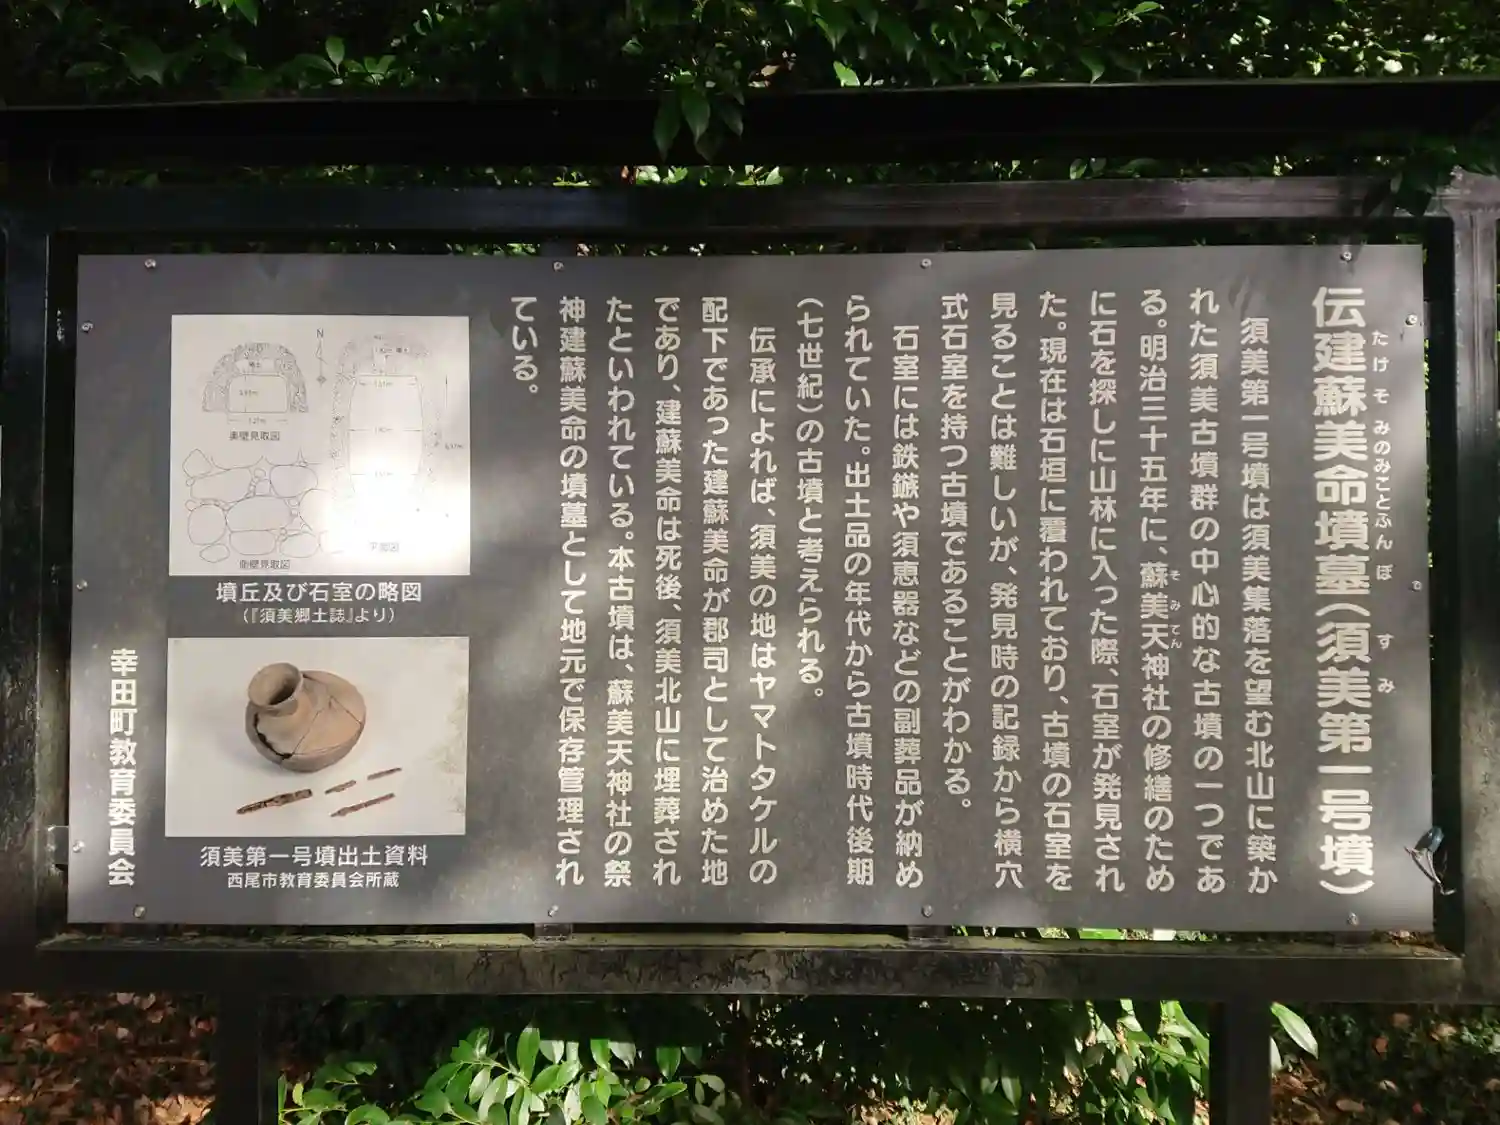 伝建蘇美命墳墓(須美第一号墳)
たけそみのみことふんぼ
すみ
須美第一号墳は須美集落を望む北山に築か
れた須美古墳群の中心的な古墳の一つであ
る。明治三十五年に、蘇美天神社の修繕のため
そみてん
に石を探しに山林に入った際、石室が発見され
た。現在は石垣に覆われており、古墳の石室を
見ることは難しいが、発見時の記録から横穴
式石室を持つ古墳であることがわかる。
石室には鉄鏃や須恵器などの副葬品が納め
られていた。出土品の年代から古墳時代後期
(七世紀)の古墳と考えられる。
伝承によれば、須美の地はヤマトタケルの
配下であった建蘇美命が郡司として治めた地
であり、建蘇美命は死後、須美北山に埋葬され
たといわれている。本古墳は、蘇美天神社の祭
神建蘇美命の墳墓として地元で保存管理され
ている。
N
奥壁見取図
側壁見取図
平面図
墳丘及び石室の略図
(『須美郷土誌』より)
須美第一号墳出土資料
西尾市教育委員会所蔵
幸田町教育委員会